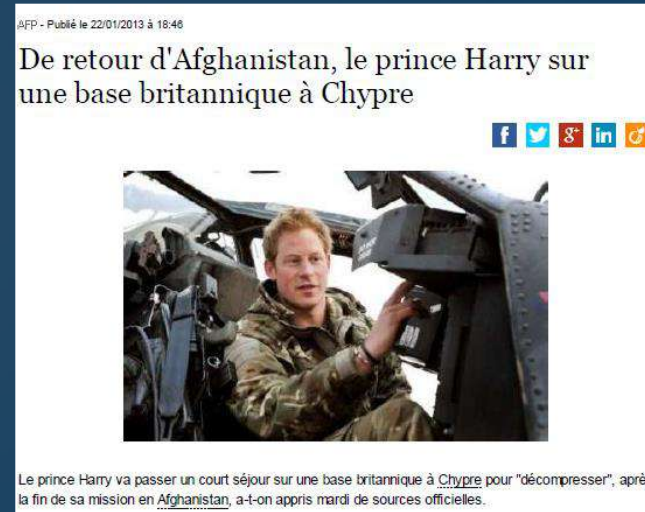 AFP - Publié le 22/01/2013 à 18:46
De retour d'Afghanistan, le prince Harry sur
une base britannique à Chypre
f g+ in
Le prince Harry va passer un court séjour sur une base britannique à Chypre pour "décompresser", aprè
la fin de sa mission en Afghanistan, a-t-on appris mardi de sources officielles.